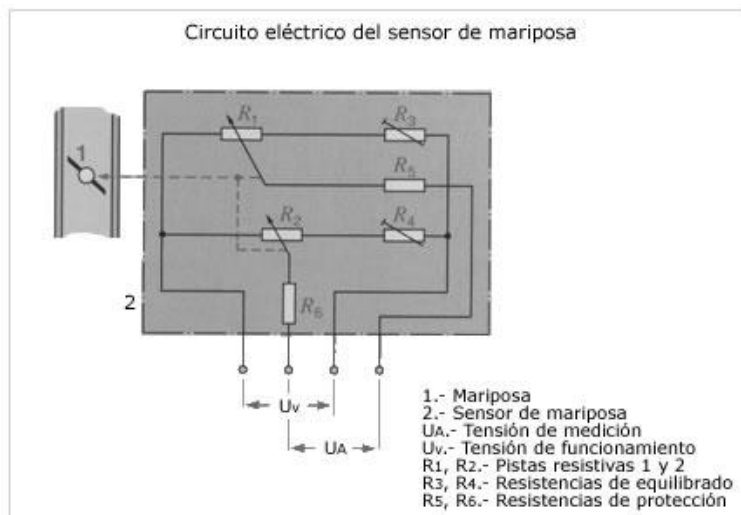 Circuito eléctrico del sensor de mariposa
R1
R3
1
R5
R2
R4
2
R6
Uv
UA
1.- Mariposa
2.- Sensor de mariposa
UA.- Tensión de medición
Uv.- Tensión de funcionamiento
R1, R2.- Pistas resistivas 1 y 2
R3, R4.- Resistencias de equilibrado
R5, R6.- Resistencias de protección